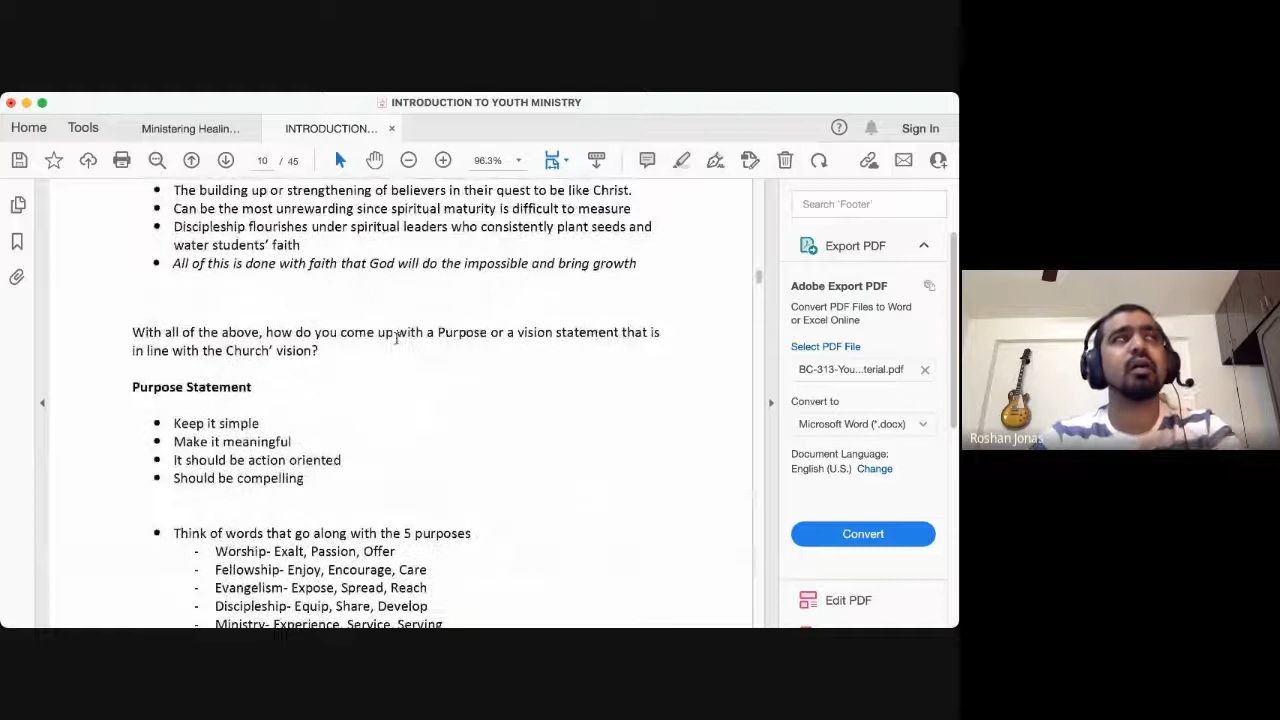 INTRODUCTION TO YOUTH MINISTRY
Home
Tools
Ministering Healin...
INTRODUCTION... ×
Sign In
10 / 45
96.3%
• The building up or strengthening of believers in their quest to be like Christ.
• Can be the most unrewarding since spiritual maturity is difficult to measure
• Discipleship flourishes under spiritual leaders who consistently plant seeds and
water students’ faith
• All of this is done with faith that God will do the impossible and bring growth
With all of the above, how do you come up with a Purpose or a vision statement that is
in line with the Church’ vision?
Purpose Statement
• Keep it simple
• Make it meaningful
• It should be action oriented
• Should be compelling
• Think of words that go along with the 5 purposes
- Worship- Exalt, Passion, Offer
- Fellowship- Enjoy, Encourage, Care
- Evangelism- Expose, Spread, Reach
- Discipleship- Equip, Share, Develop
- Ministry- Experience, Service, Serving
Search 'Footer'
Export PDF
Adobe Export PDF
Convert PDF Files to Word
or Excel Online
Select PDF File
BC-313-You...terial.pdf ×
Convert to
Microsoft Word (*.docx)
Document Language:
English (U.S.) Change
Convert
Edit PDF
Roshan Jonas